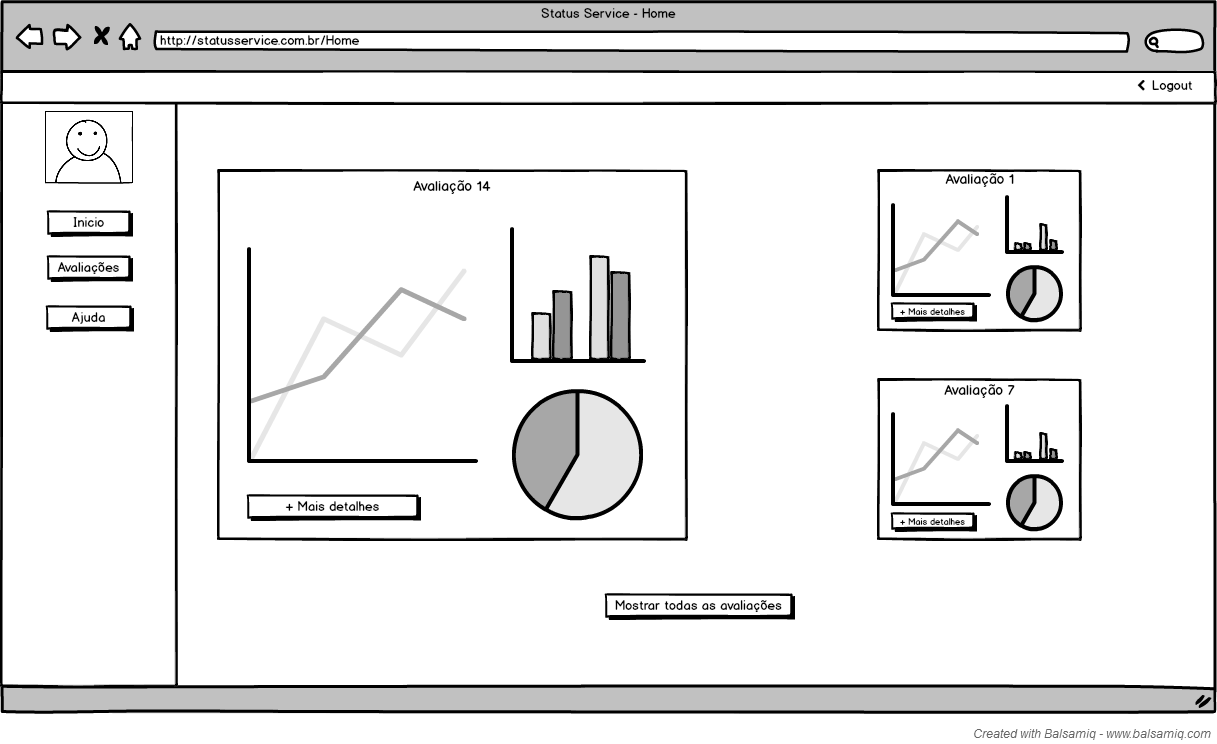 Status Service - Home
http://statusservice.com.br/Home
Logout
Inicio
Avaliações
Ajuda
Avaliação 14
+ Mais detalhes
Avaliação 1
+ Mais detalhes
Avaliação 7
+ Mais detalhes
Mostrar todas as avaliações
Created with Balsamiq - www.balsamiq.com